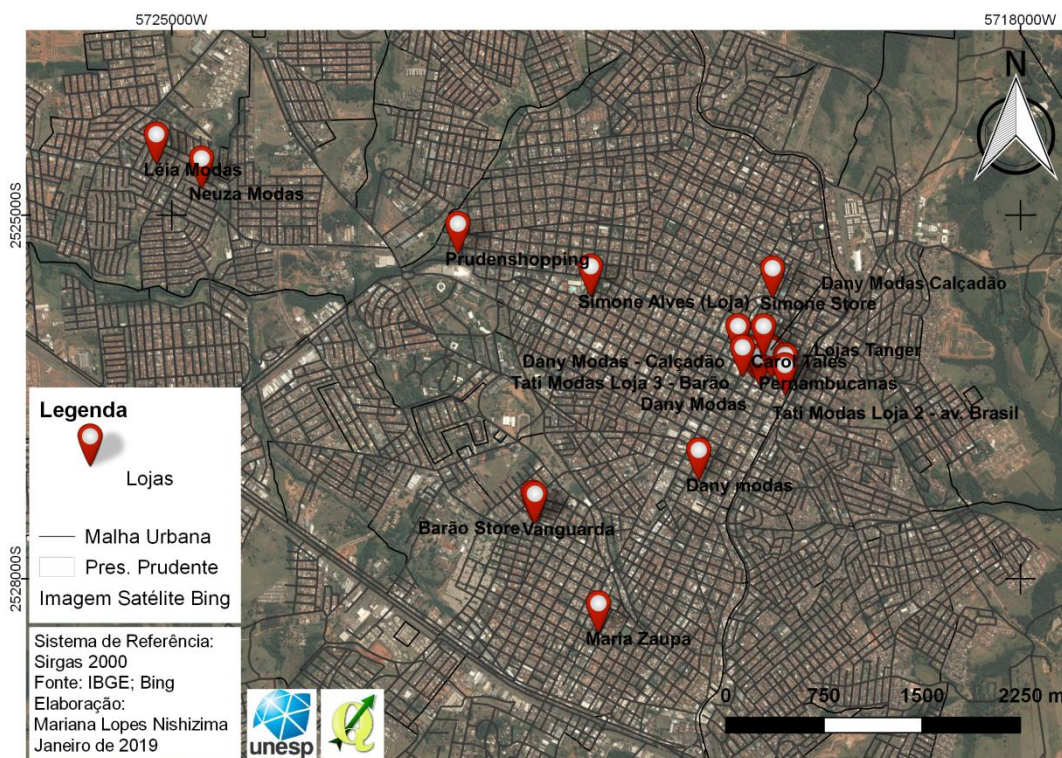 5725000W
5718000W
N
Léia Modas
Neuza Modas
2525000S
Prudenshopping
Dany Modas Calçadão
Simone Alves (Loja)
Simone Store
Lojas Tanger
Dany Modas - Calçadão
Carol Tales
Tati Modas Loja 3 - Barão
Pernambucanas
Dany Modas
Tati Modas Loja 2 - av. Brasil
Dany modas
Barão Store
Vanguarda
2528000S
Maria Zaupa
Legenda
Lojas
Malha Urbana
Pres. Prudente
Imagem Satélite Bing
Sistema de Referência:
Sirgas 2000
Fonte: IBGE; Bing
Elaboração:
Mariana Lopes Nishizima
Janeiro de 2019
unesp
0 750 1500 2250 m